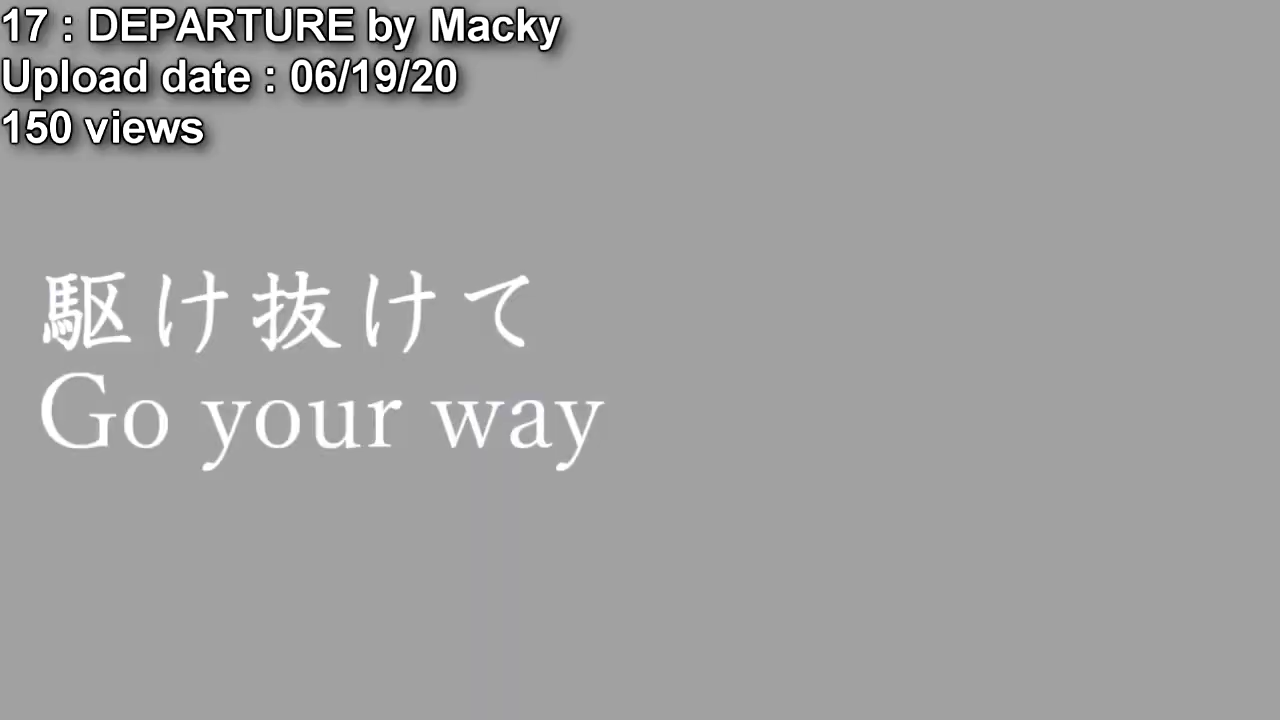 17 : DEPARTURE by Macky
Upload date : 06/19/20
150 views
駆け抜けて
Go your way